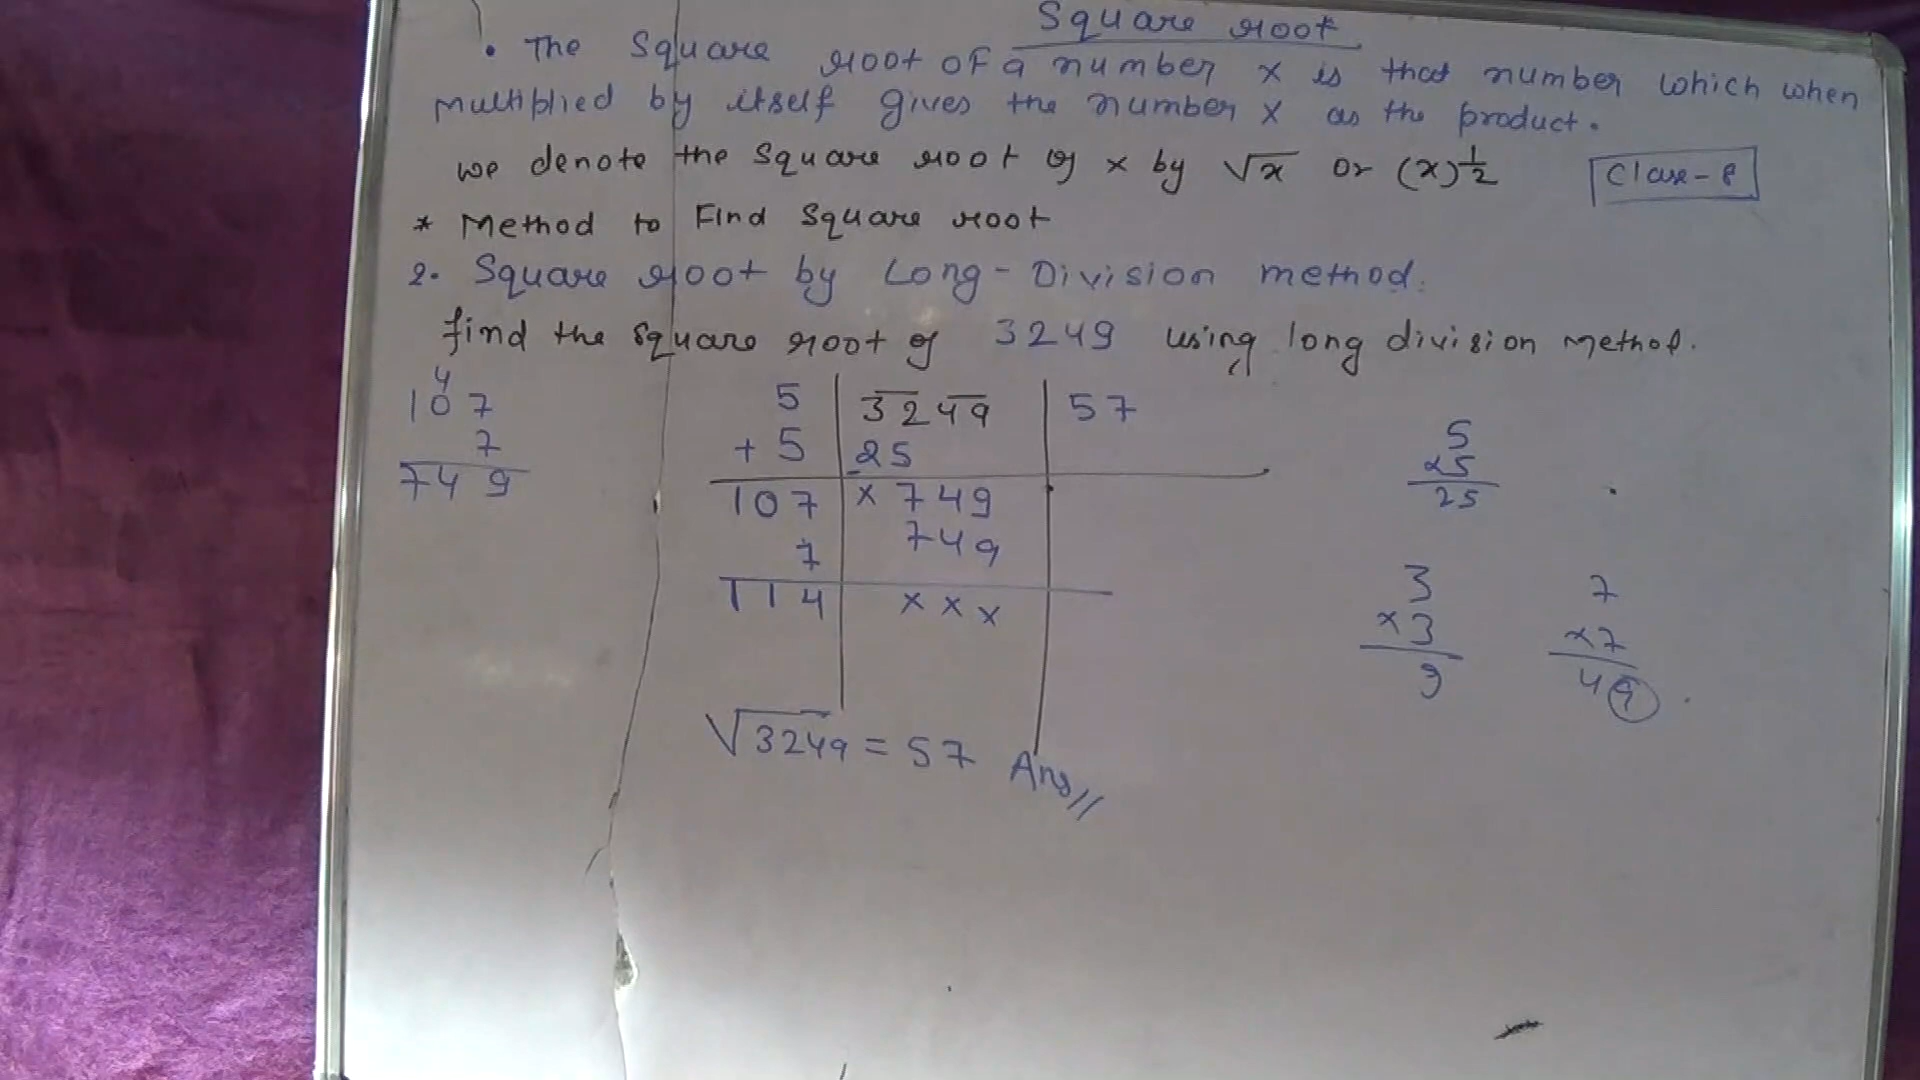 Square root
• The Square root of a number x is that number which when
multiplied by itself gives the number x as the product.
we denote the square root of x by √x or (x)½
Class-8
* Method to Find Square root
2. Square root by Long-Division method.
find the square root of 3249 using long division method.
4
107
7
749
5 | 3249 | 57
+ 5 | 25
107 | x 749
7 | 749
114 | x x x
√3249 = 57 Ans//
5
x5
25
3
x3
9
7
x7
49